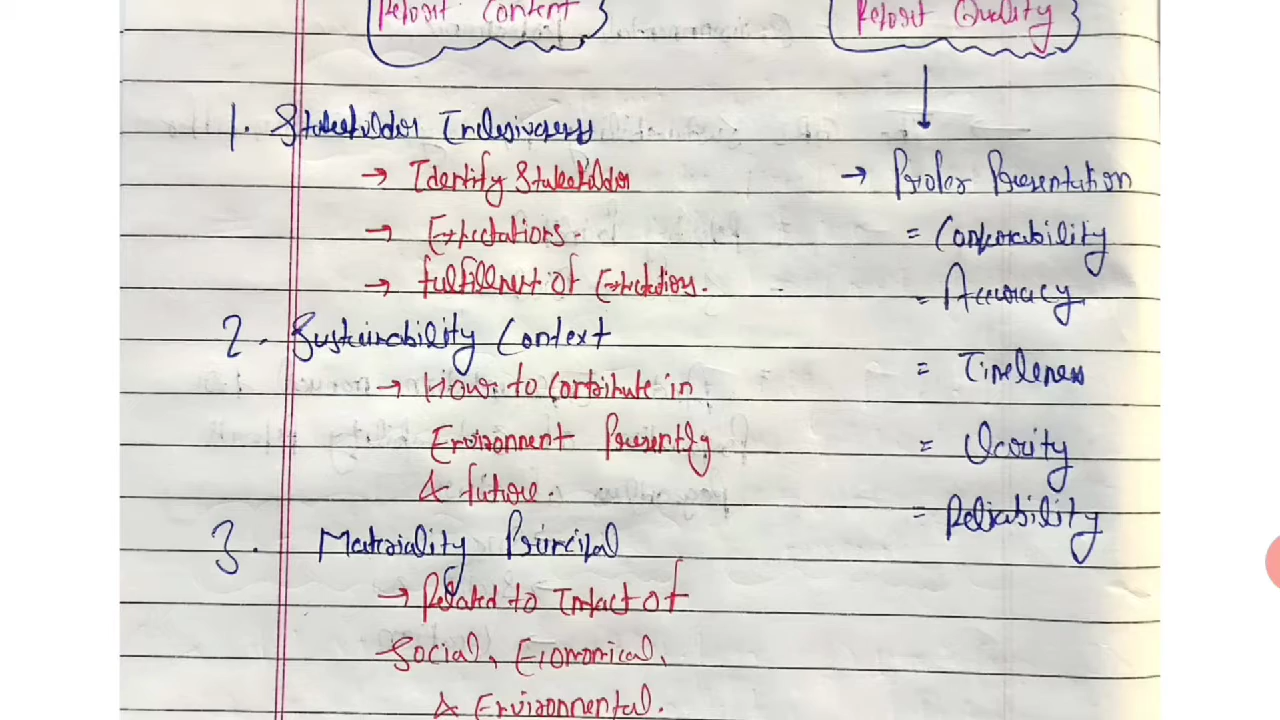 Report Content
Report Quality
1. Stakeholder Inclusiveness
→ Identify Stakeholder
→ Expectations.
→ fulfillment of Expectations.
2. Sustainability Context
→ How to Contribute in
Environment Presently
& future.
3. Materiality Principal
→ Related to Impact of
Social, Economical,
& Environmental.
→ Proper Presentation
= Comparability
= Accuracy
= Timeleness
= Clarity
= Reliability